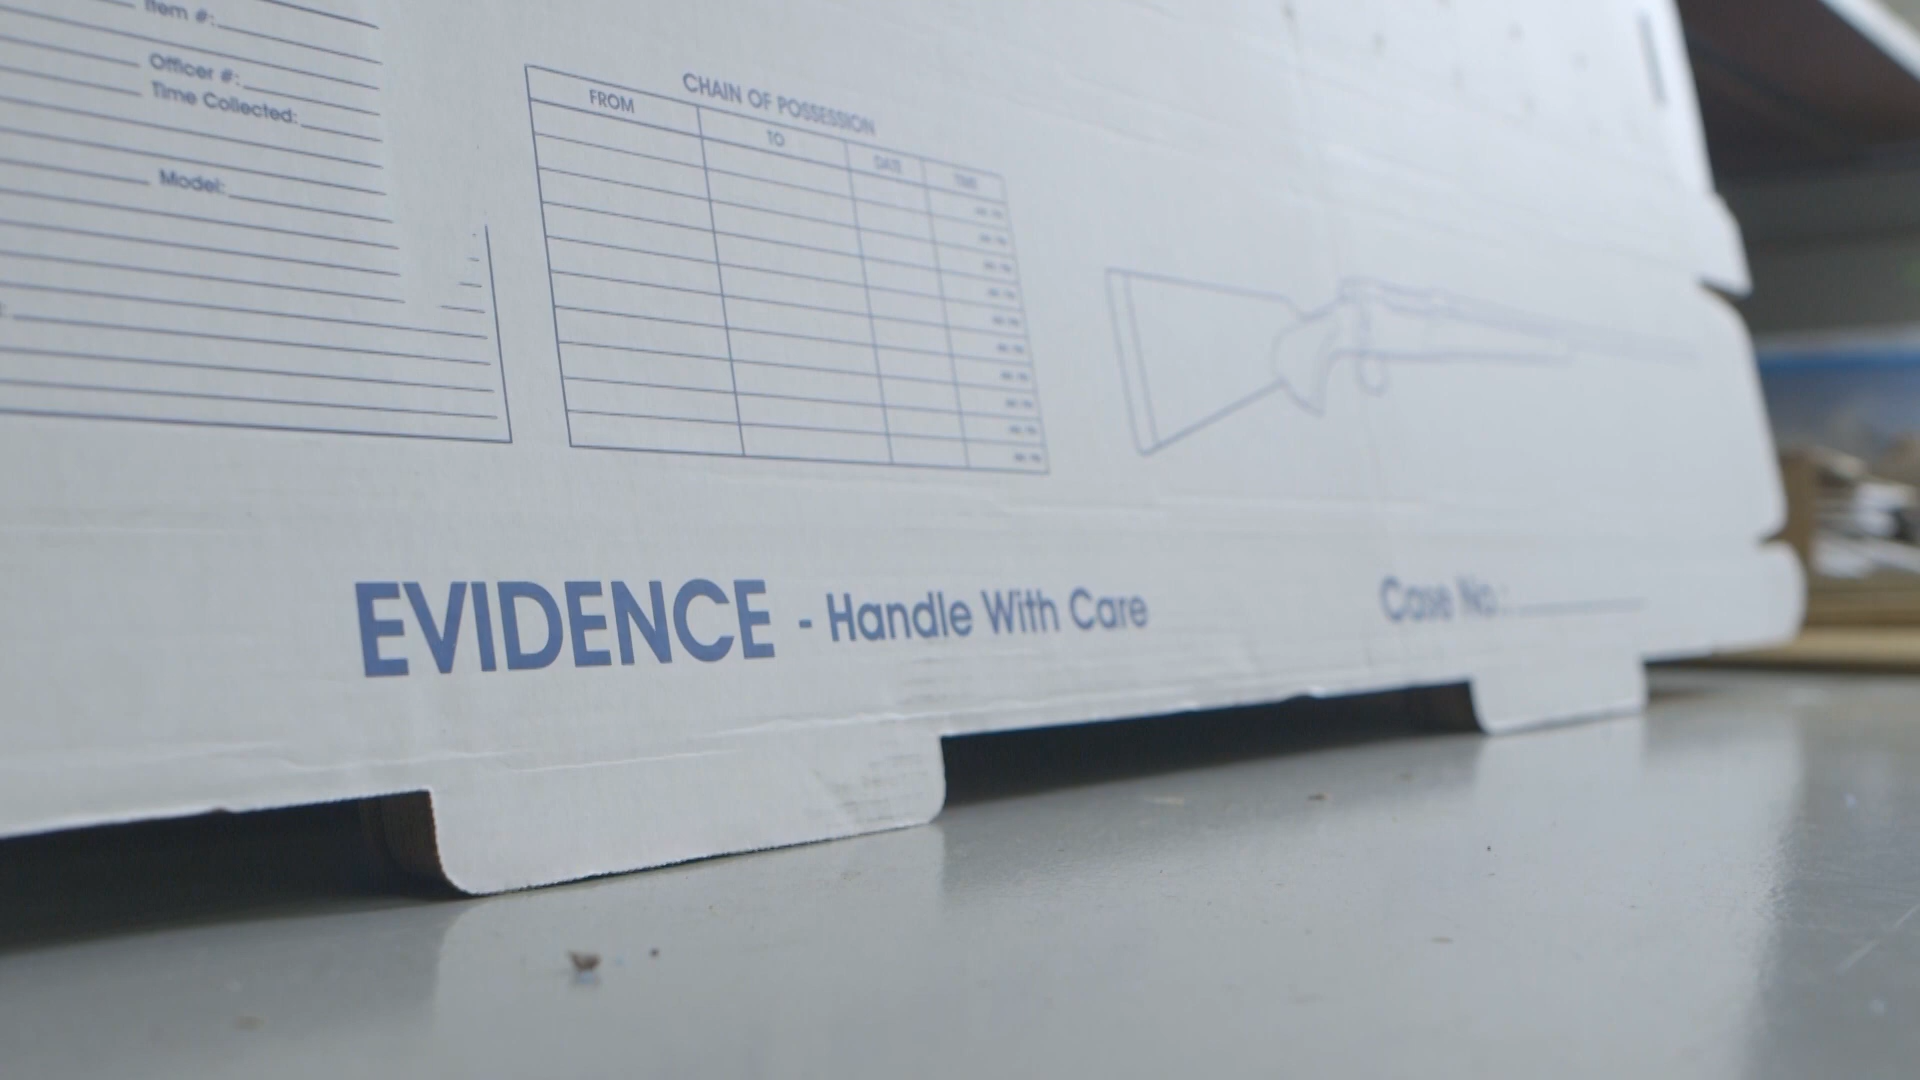 Item #:
Officer #:
Time Collected:
Model:
CHAIN OF POSSESSION
FROM TO DATE TIME
EVIDENCE - Handle With Care
Case No.: